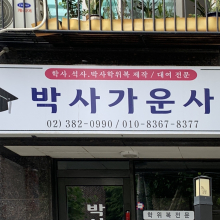 학사.석사.박사학위복 제작 / 대여 전문
박사가운사
02) 382-0990 / 010-8367-8377
박
학위복전문